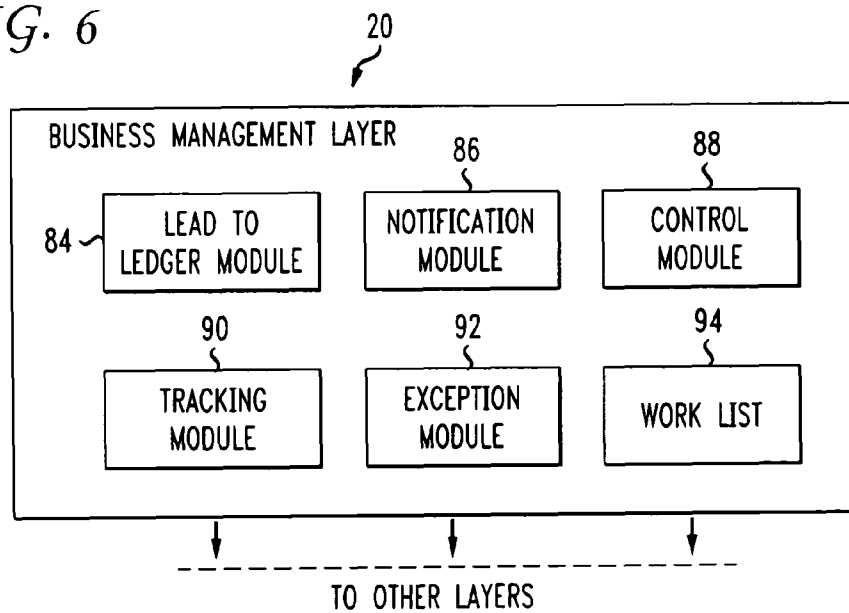 IG. 6
20
BUSINESS MANAGEMENT LAYER
84
LEAD TO
LEDGER MODULE
86
NOTIFICATION
MODULE
88
CONTROL
MODULE
90
TRACKING
MODULE
92
EXCEPTION
MODULE
94
WORK LIST
TO OTHER LAYERS